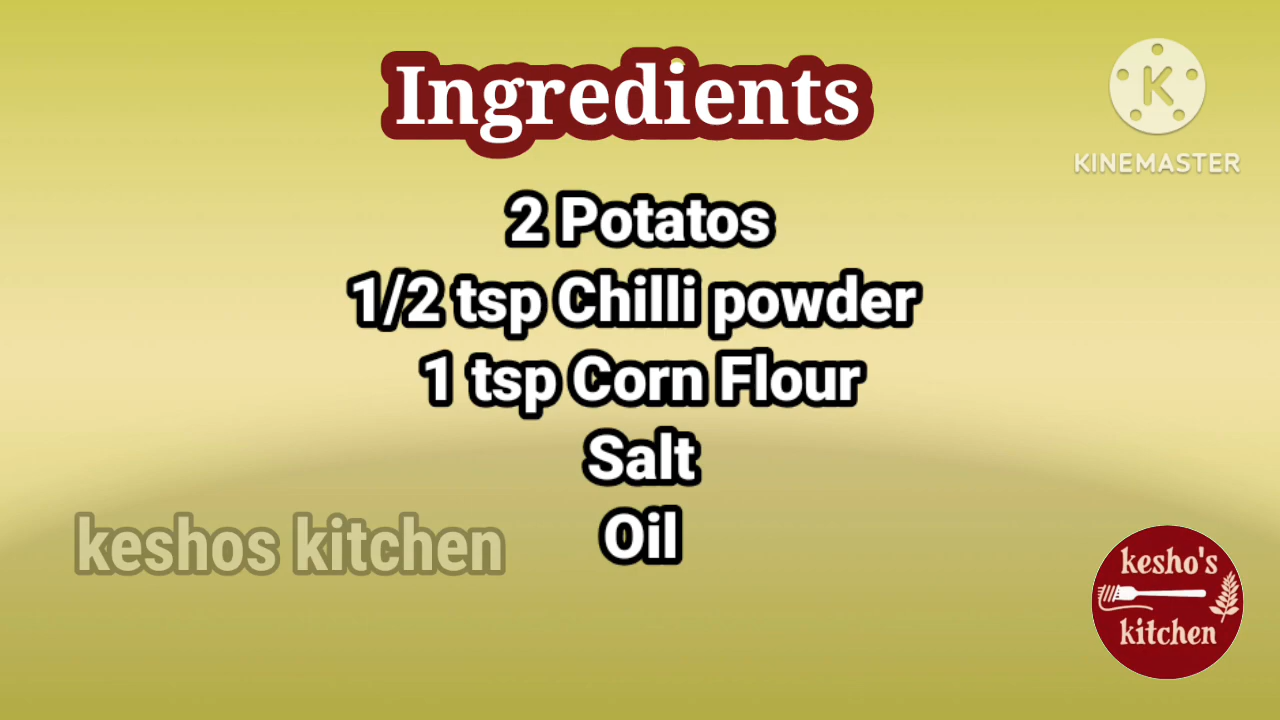 Ingredients
KINEMASTER
2 Potatos
1/2 tsp Chilli powder
1 tsp Corn Flour
Salt
Oil
keshos kitchen
kesho's
kitchen